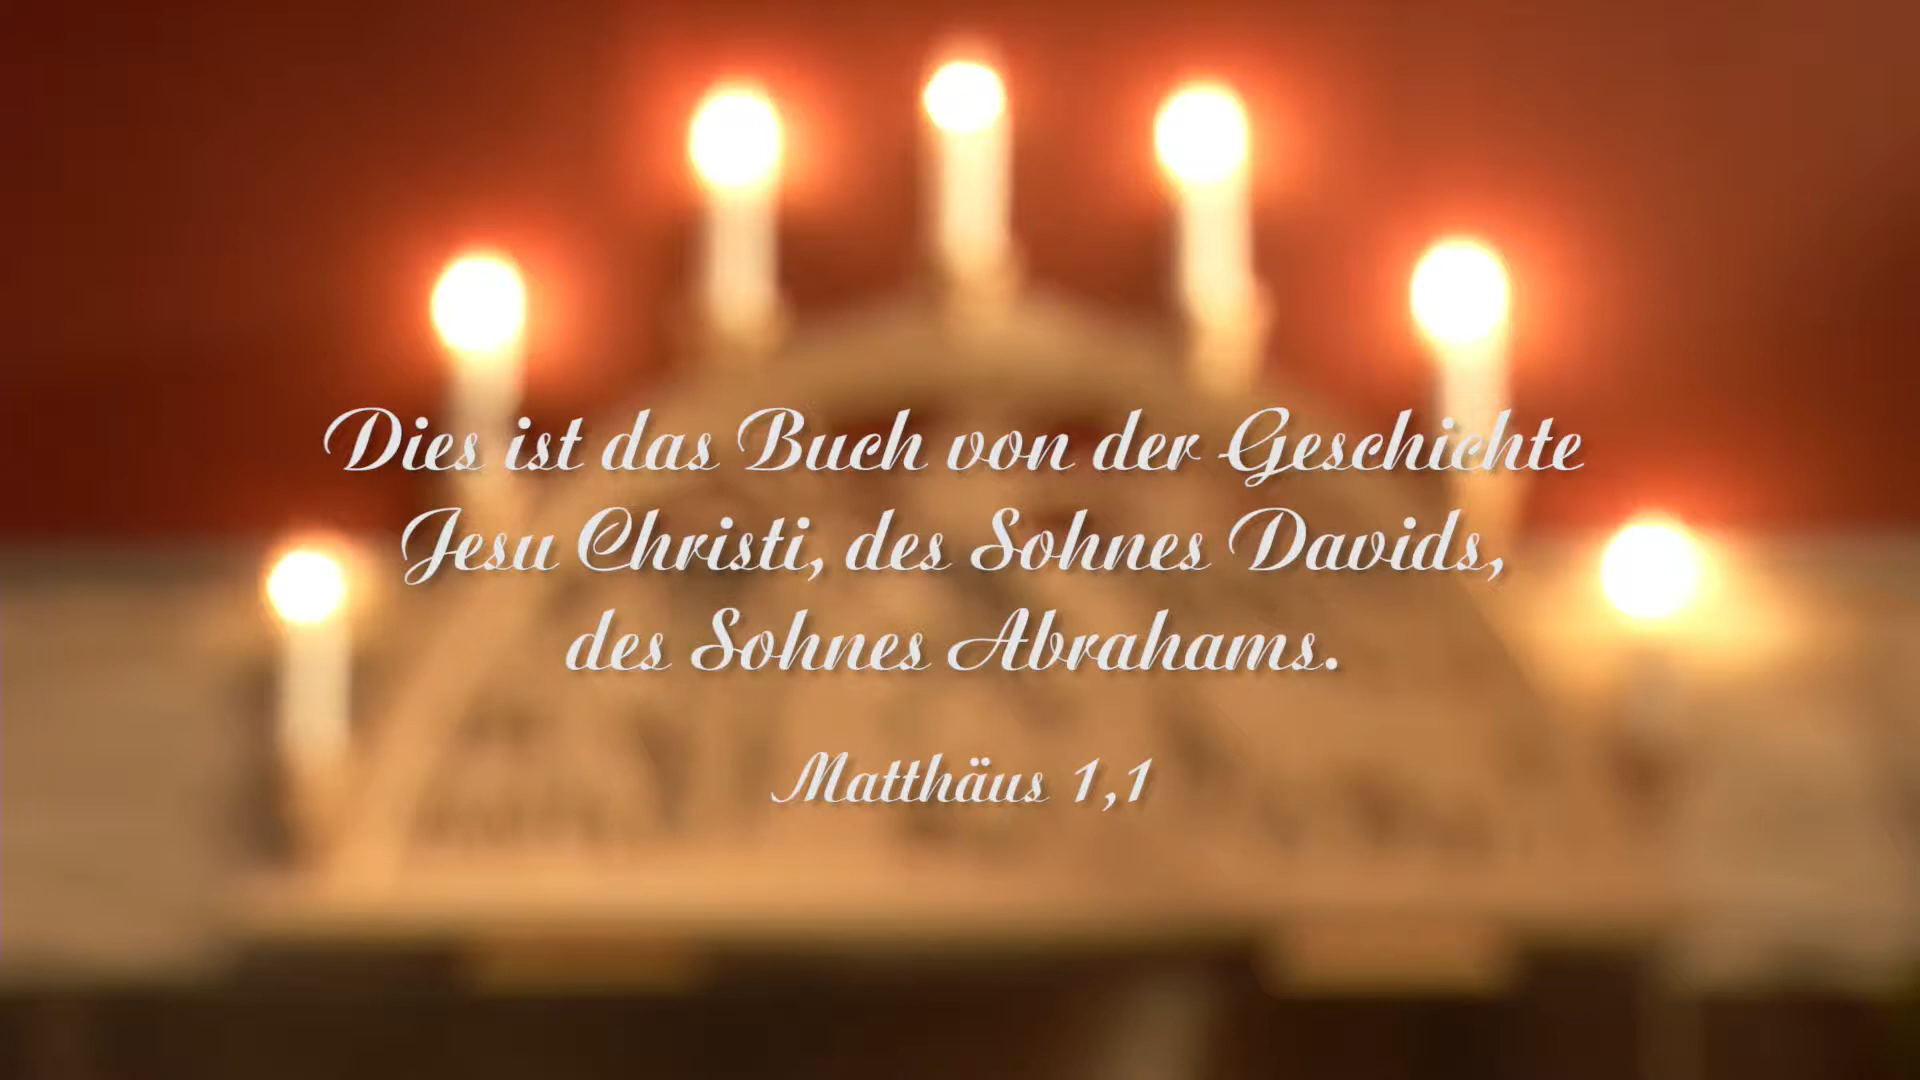 Dies ist das Buch von der Geschichte
Jesu Christi, des Sohnes Davids,
des Sohnes Abrahams.
Matthäus 1,1